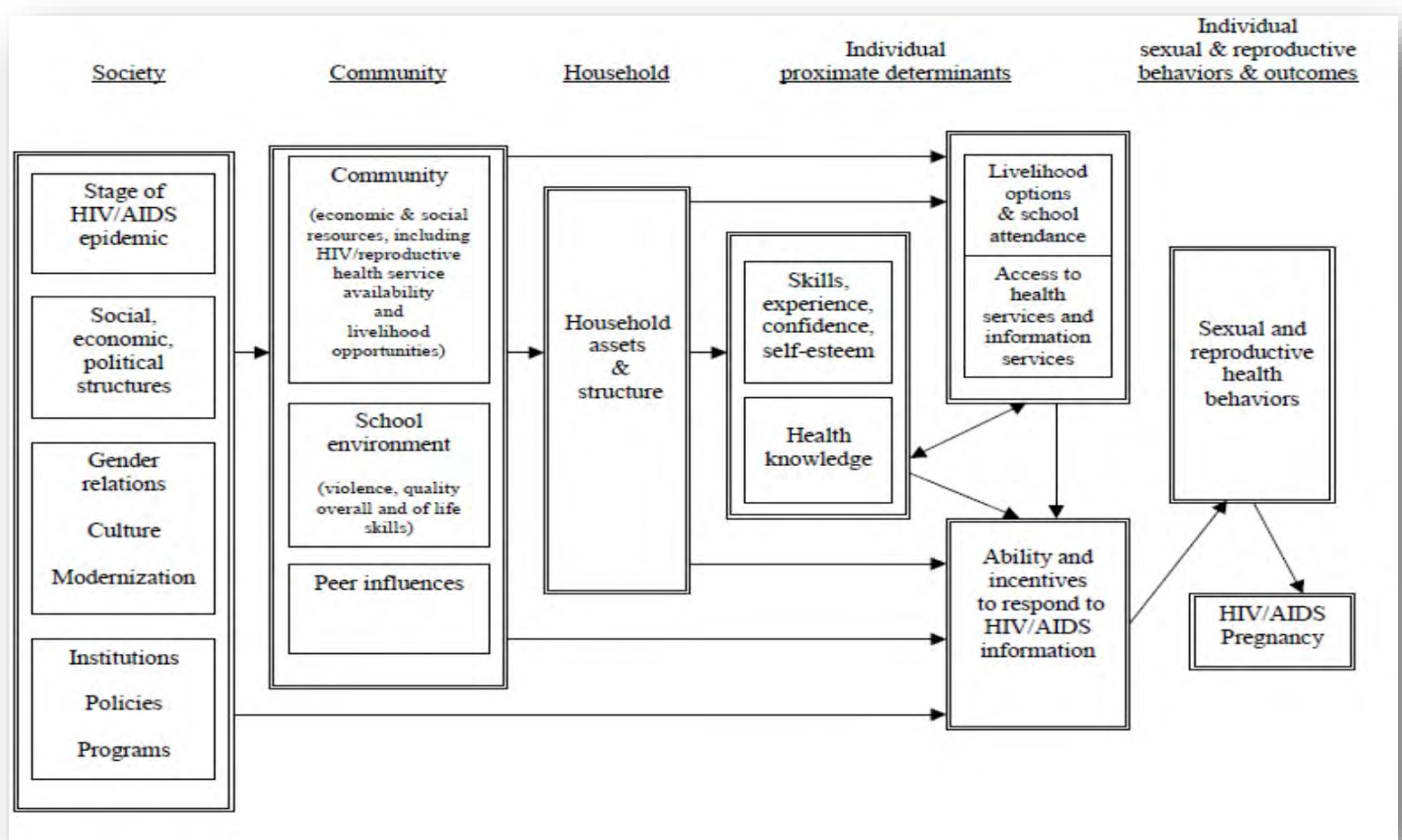 Society
Community
Household
Individual
proximate determinants
Individual
sexual & reproductive
behaviors & outcomes
Stage of
HIV/AIDS
epidemic
Social,
economic,
political
structures
Gender
relations
Culture
Modernization
Institutions
Policies
Programs
Community
(economic & social
resources, including
HIV/reproductive
health service
availability
and
livelihood
opportunities)
School
environment
(violence, quality
overall and of life
skills)
Peer influences
Household
assets
&
structure
Skills,
experience,
confidence,
self-esteem
Health
knowledge
Livelihood
options
& school
attendance
Access to
health
services and
information
services
Ability and
incentives
to respond to
HIV/AIDS
information
Sexual and
reproductive
health
behaviors
HIV/AIDS
Pregnancy